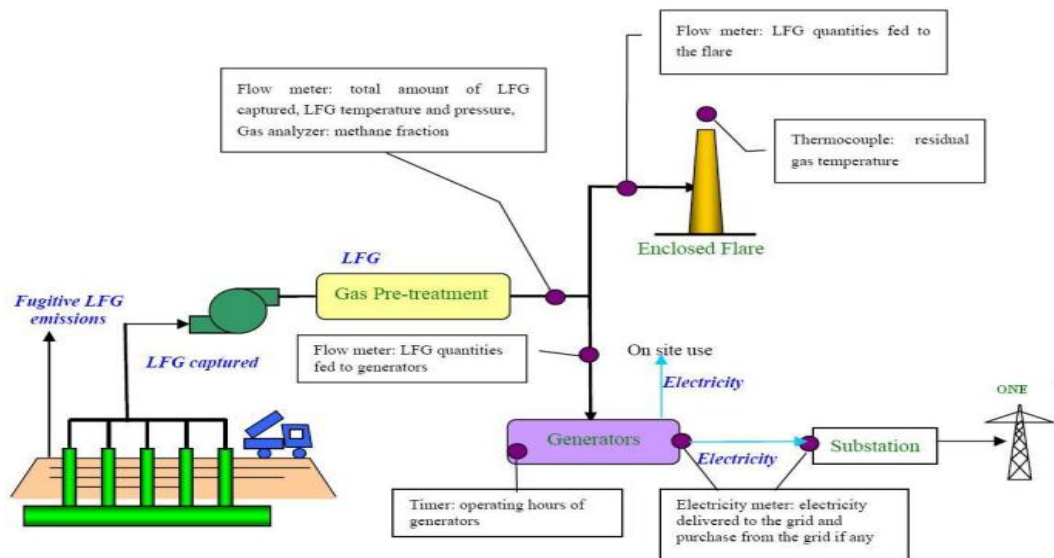 Flow meter: LFG quantities fed to
the flare
Flow meter: total amount of LFG
captured, LFG temperature and pressure,
Gas analyzer: methane fraction
Thermocouple: residual
gas temperature
Enclosed Flare
LFG
Gas Pre-treatment
Fugitive LFG
emissions
LFG captured
Flow meter: LFG quantities
fed to generators
On site use
Electricity
ONE
Generators
Electricity
Substation
Timer: operating hours of
generators
Electricity meter: electricity
delivered to the grid and
purchase from the grid if any